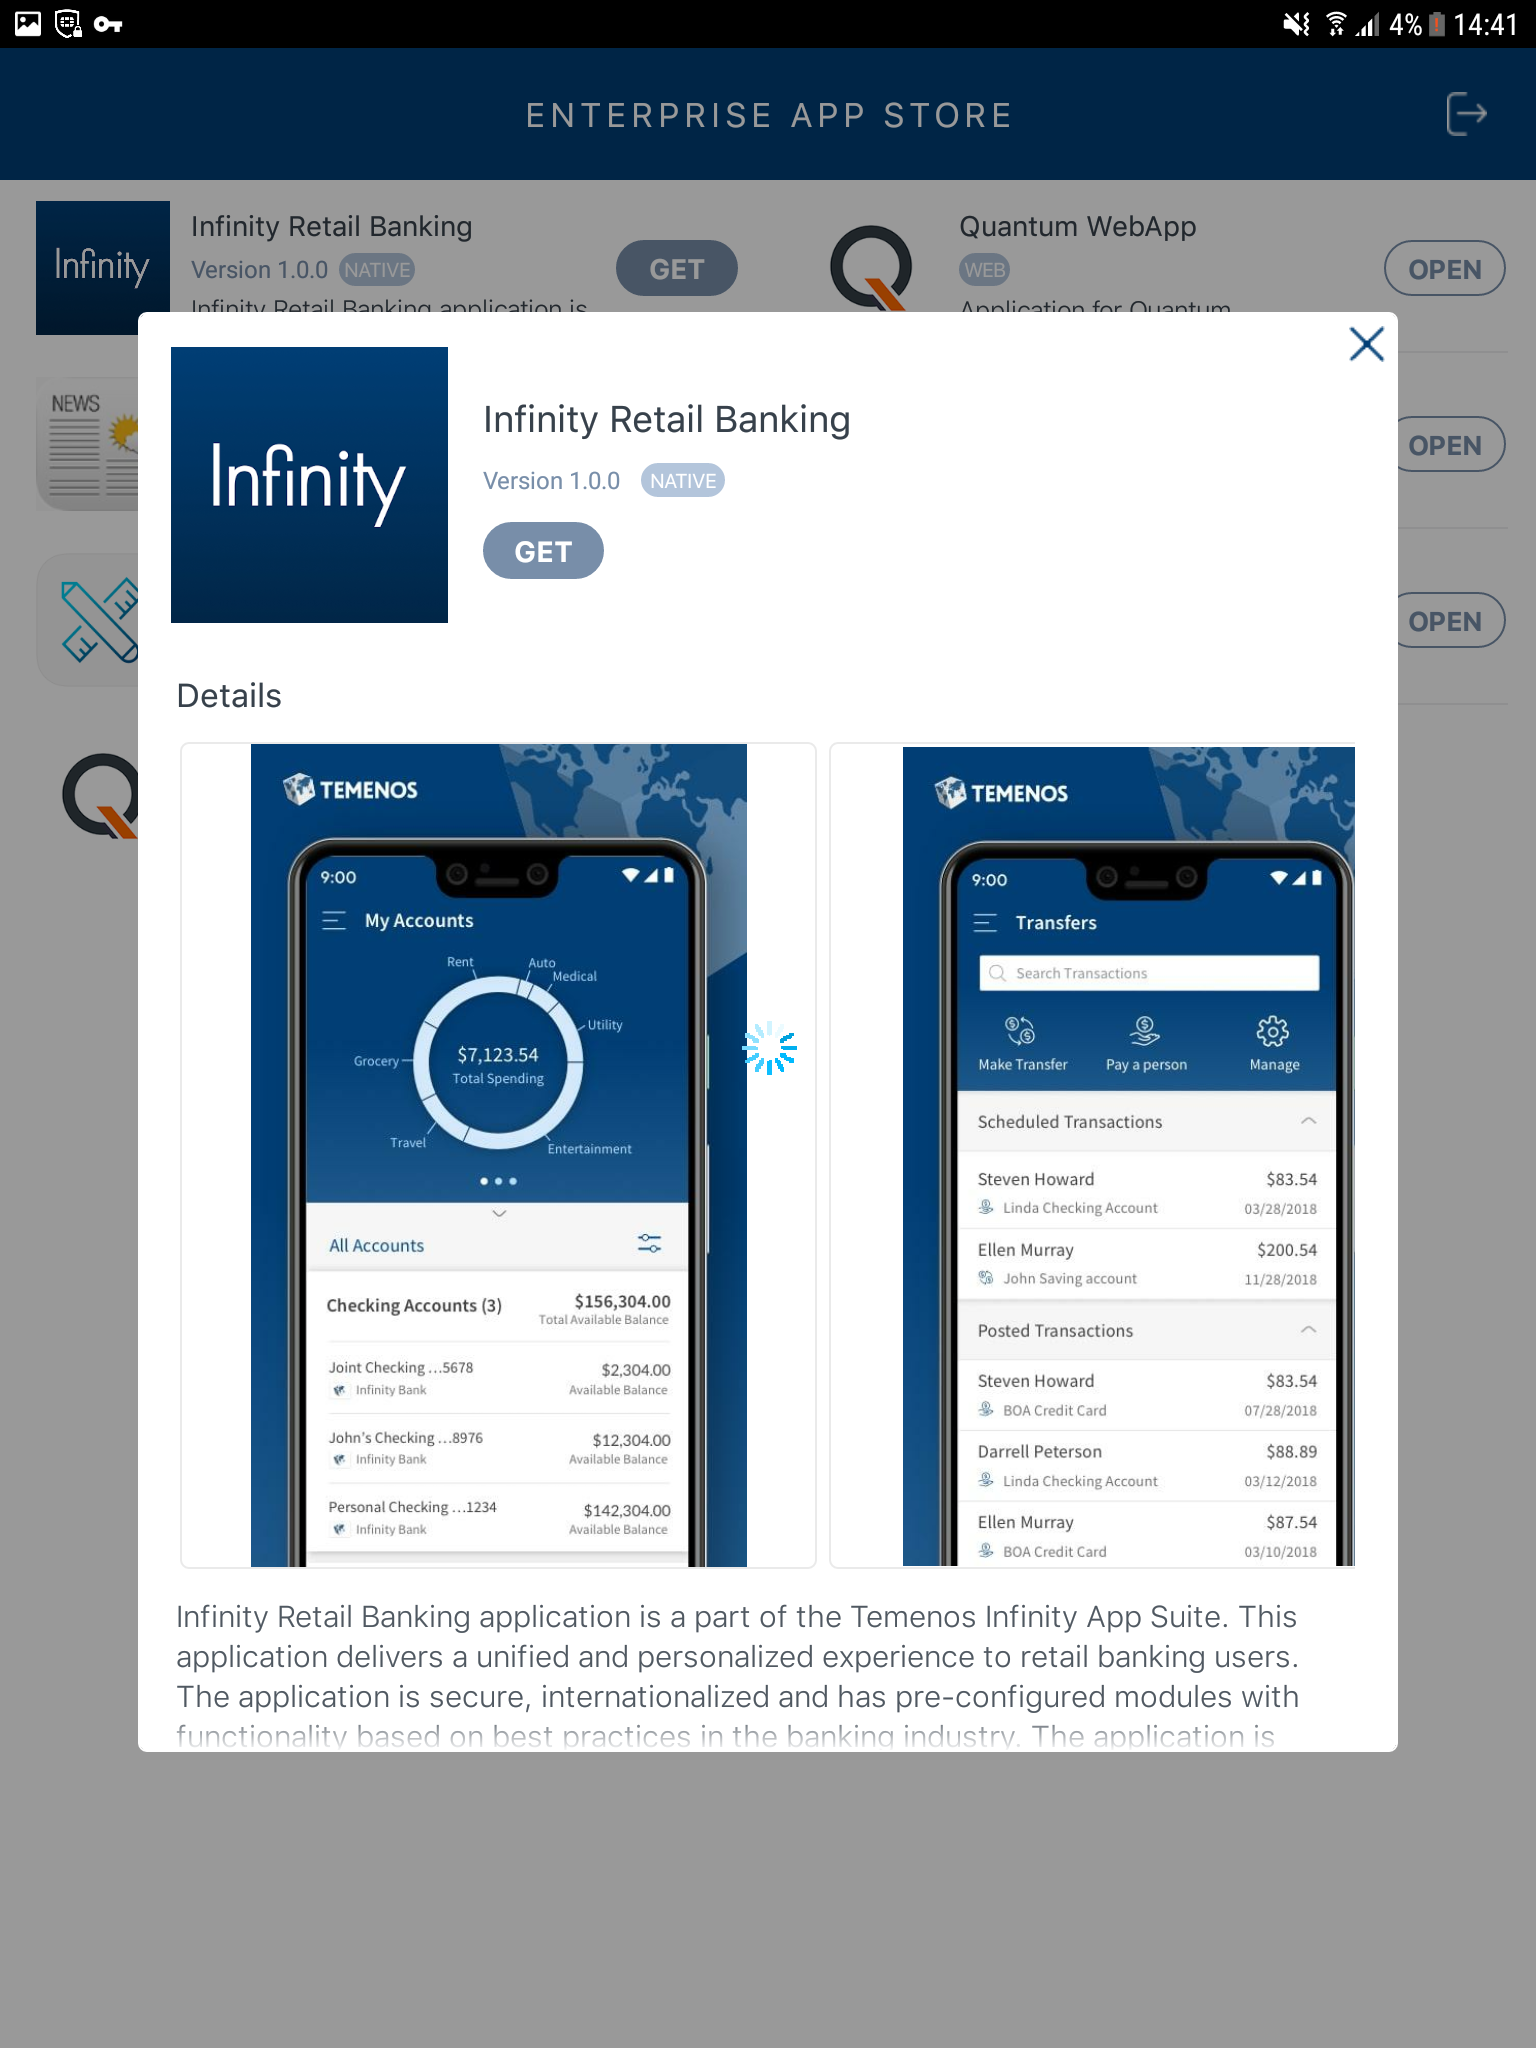 4% 14:41
ENTERPRISE APP STORE
Infinity
Infinity Retail Banking
Version 1.0.0 NATIVE
Infinity Retail Banking application is
GET
Quantum WebApp
WEB
Application for Quantum
OPEN
NEWS
OPEN
OPEN
Infinity
Infinity Retail Banking
Version 1.0.0 NATIVE
GET
Details
TEMENOS
9:00
My Accounts
Rent
Auto
Medical
Utility
Grocery
$7,123.54
Total Spending
Travel
Entertainment
All Accounts
Checking Accounts (3) $156,304.00
Total Available Balance
Joint Checking ...5678 $2,304.00
Infinity Bank Available Balance
John's Checking ...8976 $12,304.00
Infinity Bank Available Balance
Personal Checking ...1234 $142,304.00
Infinity Bank Available Balance
TEMENOS
9:00
Transfers
Search Transactions
Make Transfer Pay a person Manage
Scheduled Transactions
Steven Howard $83.54
Linda Checking Account 03/28/2018
Ellen Murray $200.54
John Saving account 11/28/2018
Posted Transactions
Steven Howard $83.54
BOA Credit Card 07/28/2018
Darrell Peterson $88.89
Linda Checking Account 03/12/2018
Ellen Murray $87.54
BOA Credit Card 03/10/2018
Infinity Retail Banking application is a part of the Temenos Infinity App Suite. This
application delivers a unified and personalized experience to retail banking users.
The application is secure, internationalized and has pre-configured modules with
functionality based on best practices in the banking industry. The application is